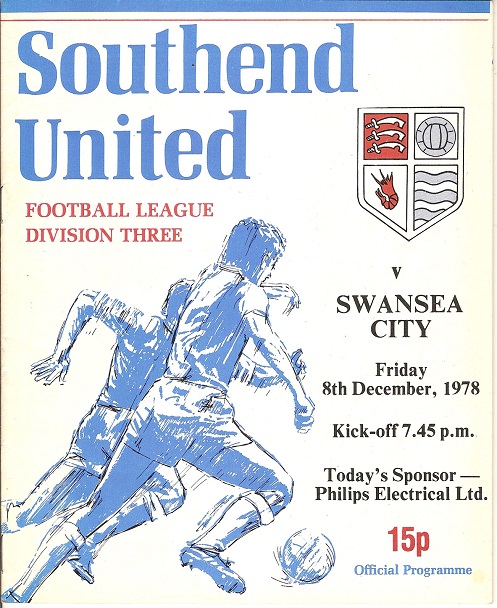 Southend
United
FOOTBALL LEAGUE
DIVISION THREE
v
SWANSEA
CITY
Friday
8th December, 1978
Kick-off 7.45 p.m.
Today's Sponsor —
Philips Electrical Ltd.
15p
Official Programme